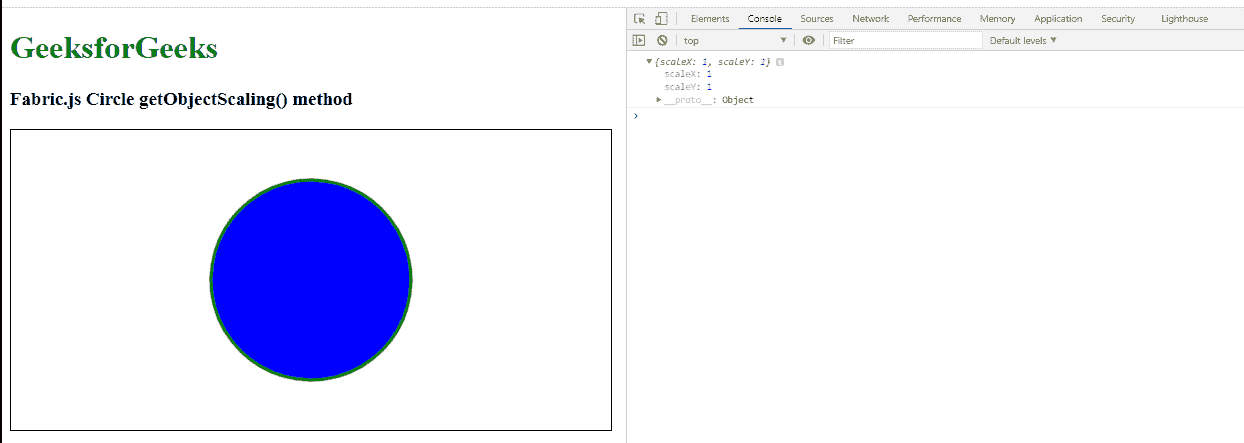 GeeksforGeeks
Fabric.js Circle getObjectScaling() method
Elements Console Sources Network Performance Memory Application Security Lighthouse
top Filter Default levels
{scaleX: 1, scaleY: 1} i
scaleX: 1
scaleY: 1
__proto__: Object